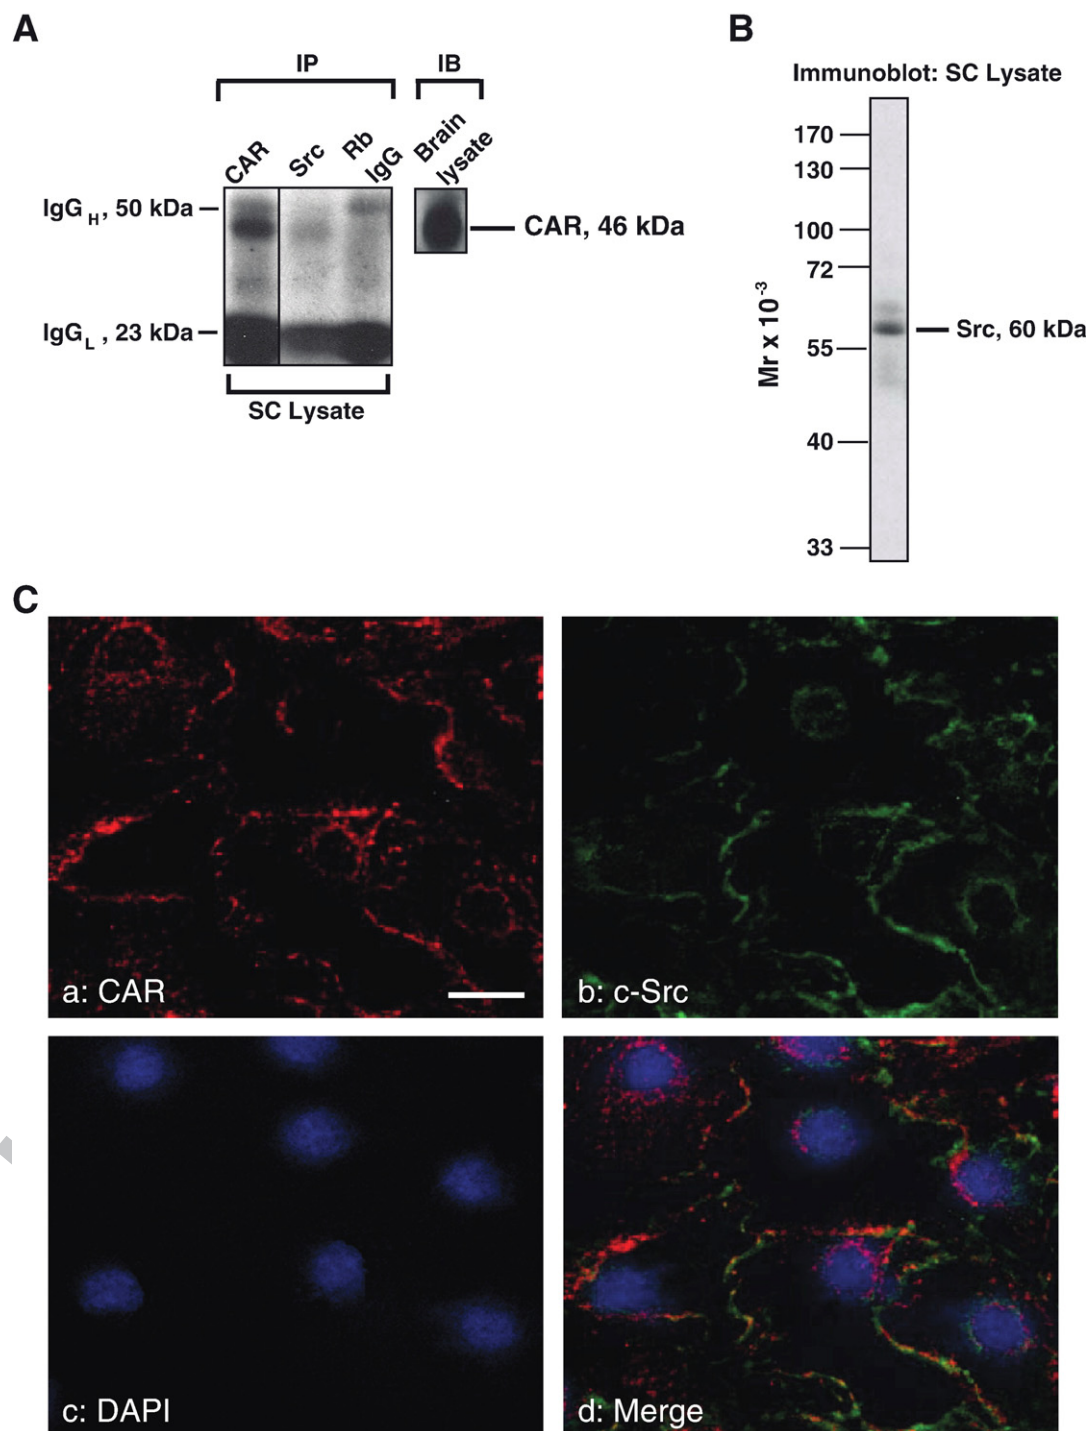 A
IP
IB
CAR
Src
Rb
IgG
Brain
lysate
IgG H, 50 kDa
CAR, 46 kDa
IgG L, 23 kDa
SC Lysate
B
Immunoblot: SC Lysate
170
130
100
72
55
40
33
Mr x 10-3
Src, 60 kDa
C
a: CAR
b: c-Src
c: DAPI
d: Merge